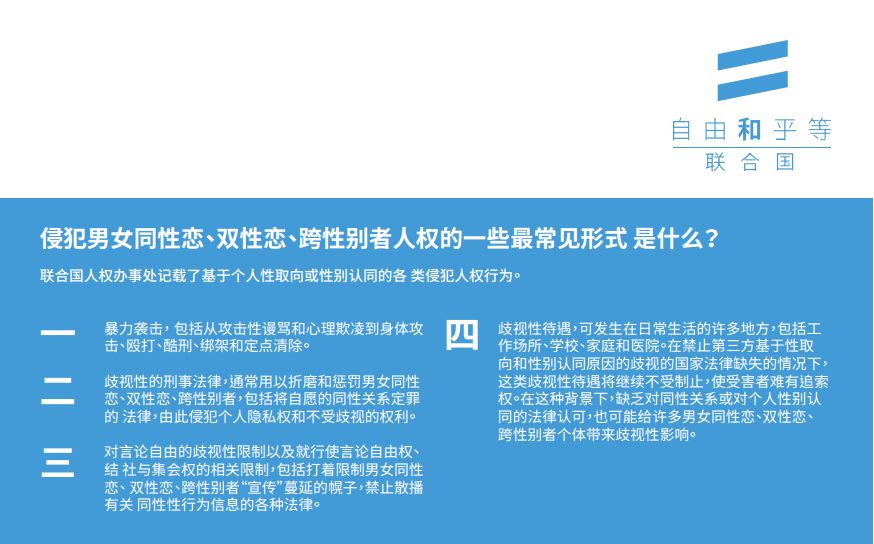 自由和平等
联合国
侵犯男女同性恋、双性恋、跨性别者人权的一些最常见形式 是什么？
联合国人权办事处记载了基于个人性取向或性别认同的各 类侵犯人权行为。
一
暴力袭击，包括从攻击性谩骂和心理欺凌到身体攻
击、殴打、酷刑、绑架和定点清除。
二
歧视性的刑事法律，通常用以折磨和惩罚男女同性
恋、双性恋、跨性别者，包括将自愿的同性关系定罪
的 法律，由此侵犯个人隐私权和不受歧视的权利。
三
对言论自由的歧视性限制以及就行使言论自由权、
结 社与集会权的相关限制，包括打着限制男女同性
恋、 双性恋、跨性别者“宣传”蔓延的幌子，禁止散播
有关 同性性行为信息的各种法律。
四
歧视性待遇，可发生在日常生活的许多地方，包括工
作场所、学校、家庭和医院。在禁止第三方基于性取
向和性别认同原因的歧视的国家法律缺失的情况下，
这类歧视性待遇将继续不受制止，使受害者难有追索
权。在这种背景下，缺乏对同性关系或对个人性别认
同的法律认可，也可能给许多男女同性恋、双性恋、
跨性别者个体带来歧视性影响。